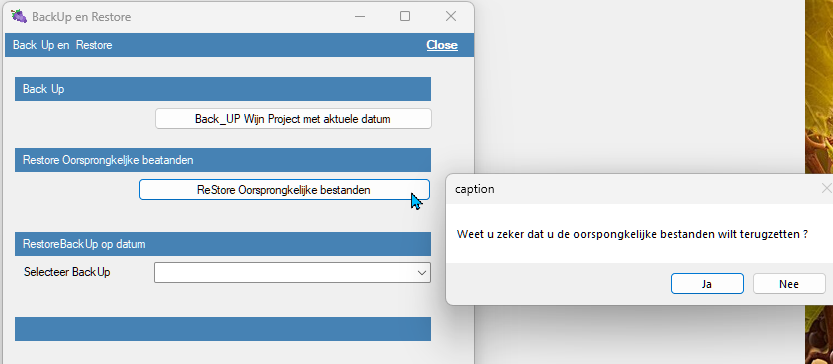 BackUp en Restore
Back Up en Restore
Close
Back Up
Back_UP Wijn Project met aktuele datum
Restore Oorsprongkeljke beatanden
ReStore Oorsprongkelijke bestanden
caption
Weet u zeker dat u de oorspongkelijke bestanden wilt terugzetten ?
Ja
Nee
RestoreBackUp op datum
Selecteer BackUp